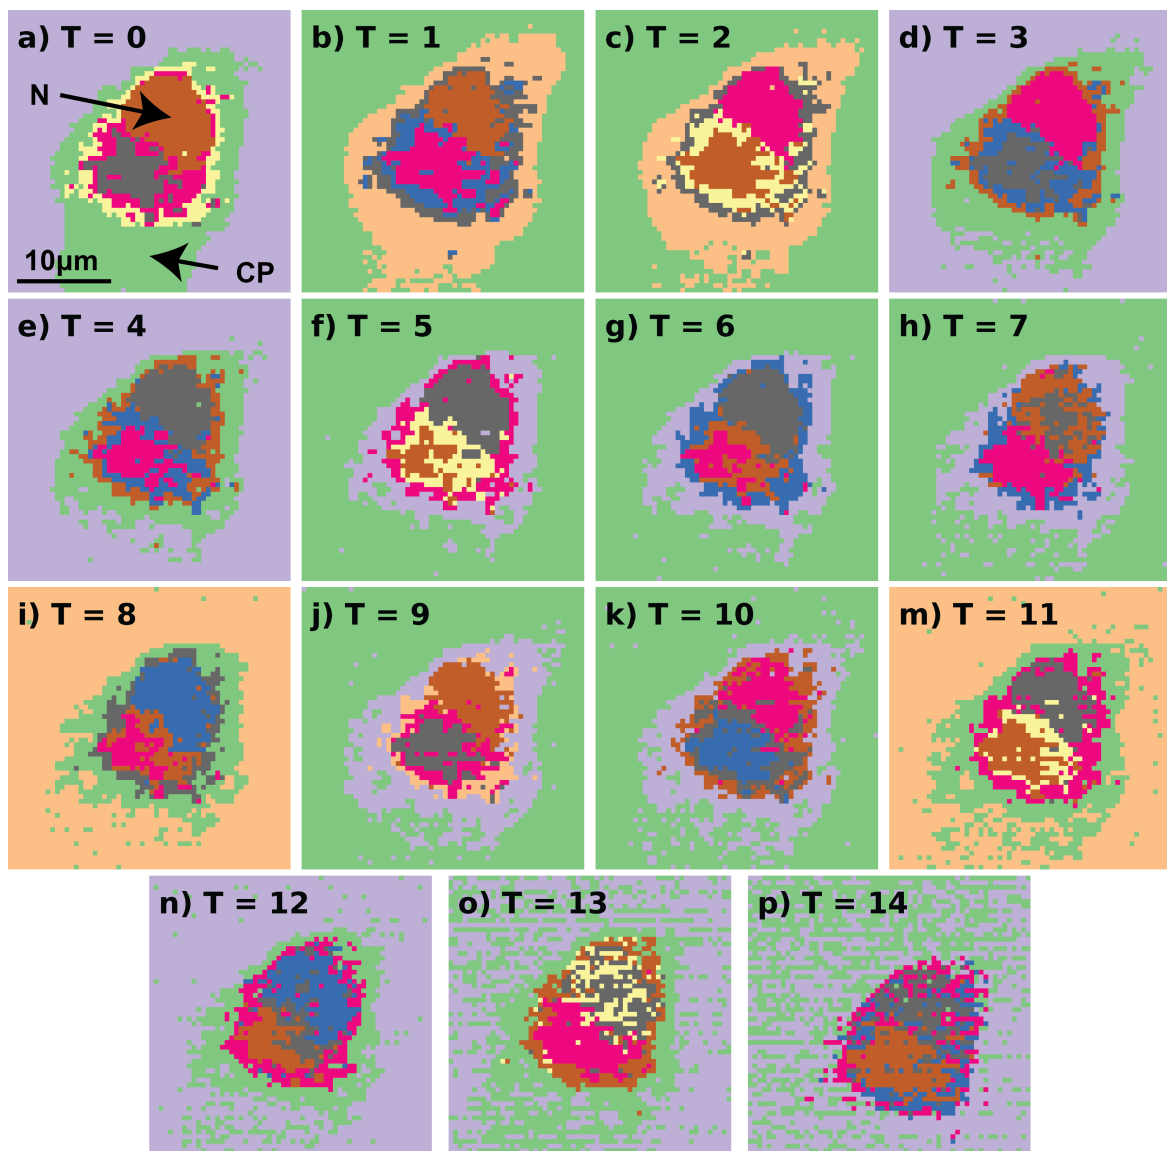 a) T = 0
N
10μm
CP
b) T = 1
c) T = 2
d) T = 3
e) T = 4
f) T = 5
g) T = 6
h) T = 7
i) T = 8
j) T = 9
k) T = 10
m) T = 11
n) T = 12
o) T = 13
p) T = 14